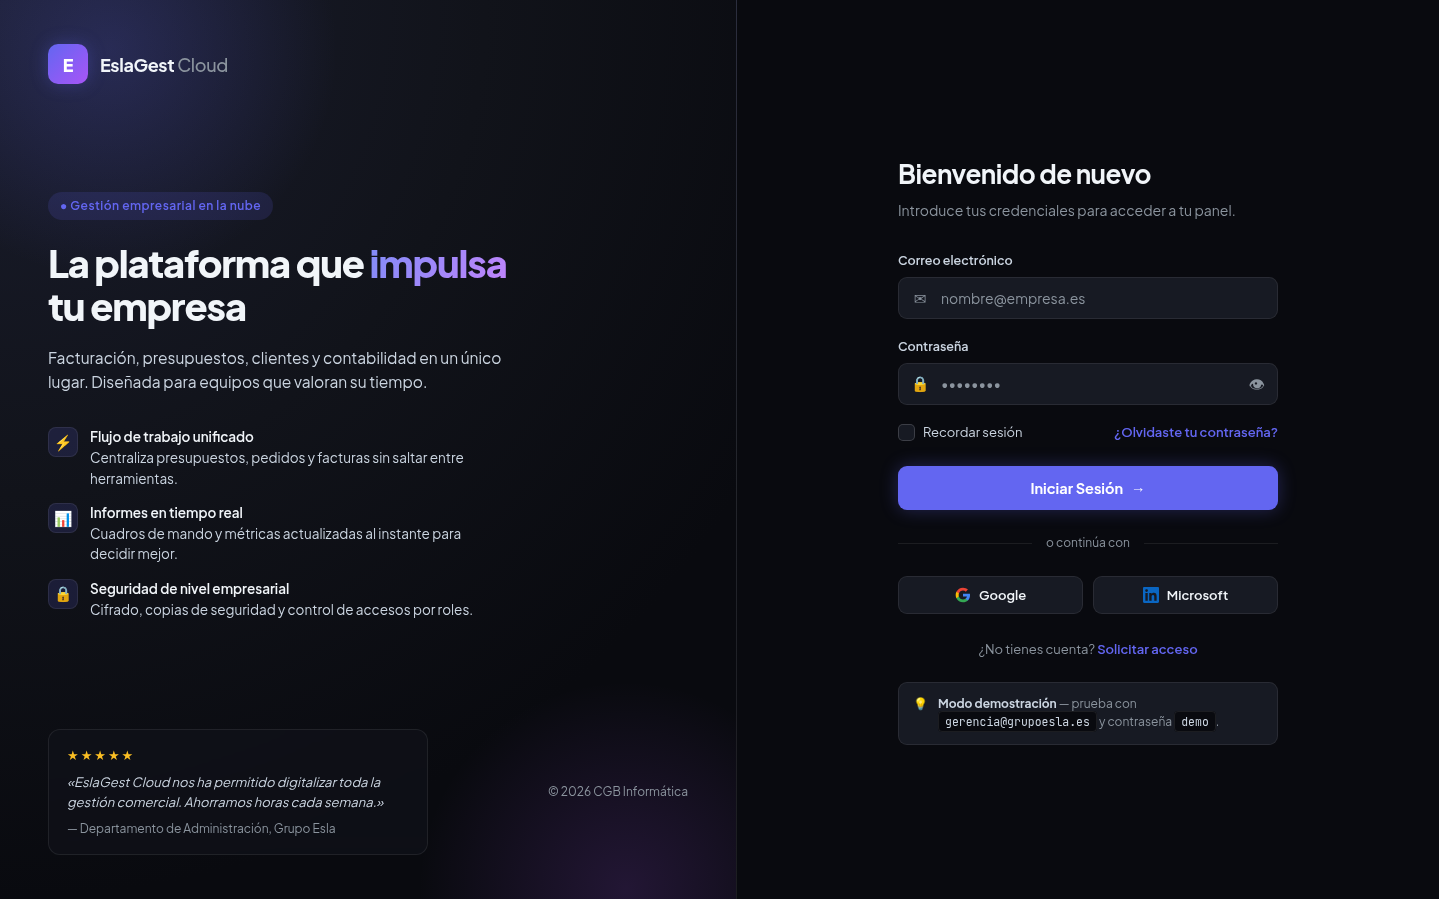 E
EslaGest Cloud
• Gestión empresarial en la nube
La plataforma que impulsa
tu empresa
Facturación, presupuestos, clientes y contabilidad en un único
lugar. Diseñada para equipos que valoran su tiempo.
Flujo de trabajo unificado
Centraliza presupuestos, pedidos y facturas sin saltar entre
herramientas.
Informes en tiempo real
Cuadros de mando y métricas actualizadas al instante para
decidir mejor.
Seguridad de nivel empresarial
Cifrado, copias de seguridad y control de accesos por roles.
★★★★★
«EslaGest Cloud nos ha permitido digitalizar toda la
gestión comercial. Ahorramos horas cada semana.»
— Departamento de Administración, Grupo Esla
© 2026 CGB Informática
Bienvenido de nuevo
Introduce tus credenciales para acceder a tu panel.
Correo electrónico
nombre@empresa.es
Contraseña
••••••••
Recordar sesión
¿Olvidaste tu contraseña?
Iniciar Sesión →
o continúa con
Google
Microsoft
¿No tienes cuenta? Solicitar acceso
Modo demostración — prueba con
gerencia@grupoesla.es y contraseña demo.